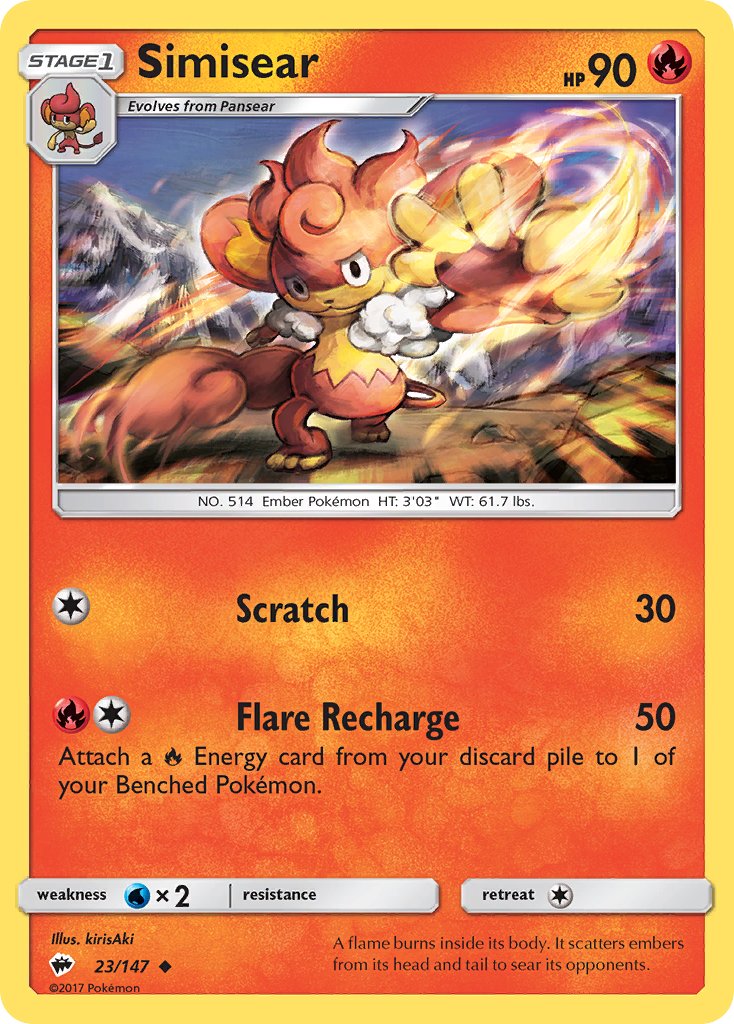 STAGE1
Simisear
HP 90
Evolves from Pansear
NO. 514 Ember Pokémon HT: 3'03" WT: 61.7 lbs.
Scratch 30
Flare Recharge 50
Attach a Energy card from your discard pile to 1 of
your Benched Pokémon.
weakness × 2 resistance retreat
Illus. kirisAki
23/147
©2017 Pokémon
A flame burns inside its body. It scatters embers
from its head and tail to sear its opponents.